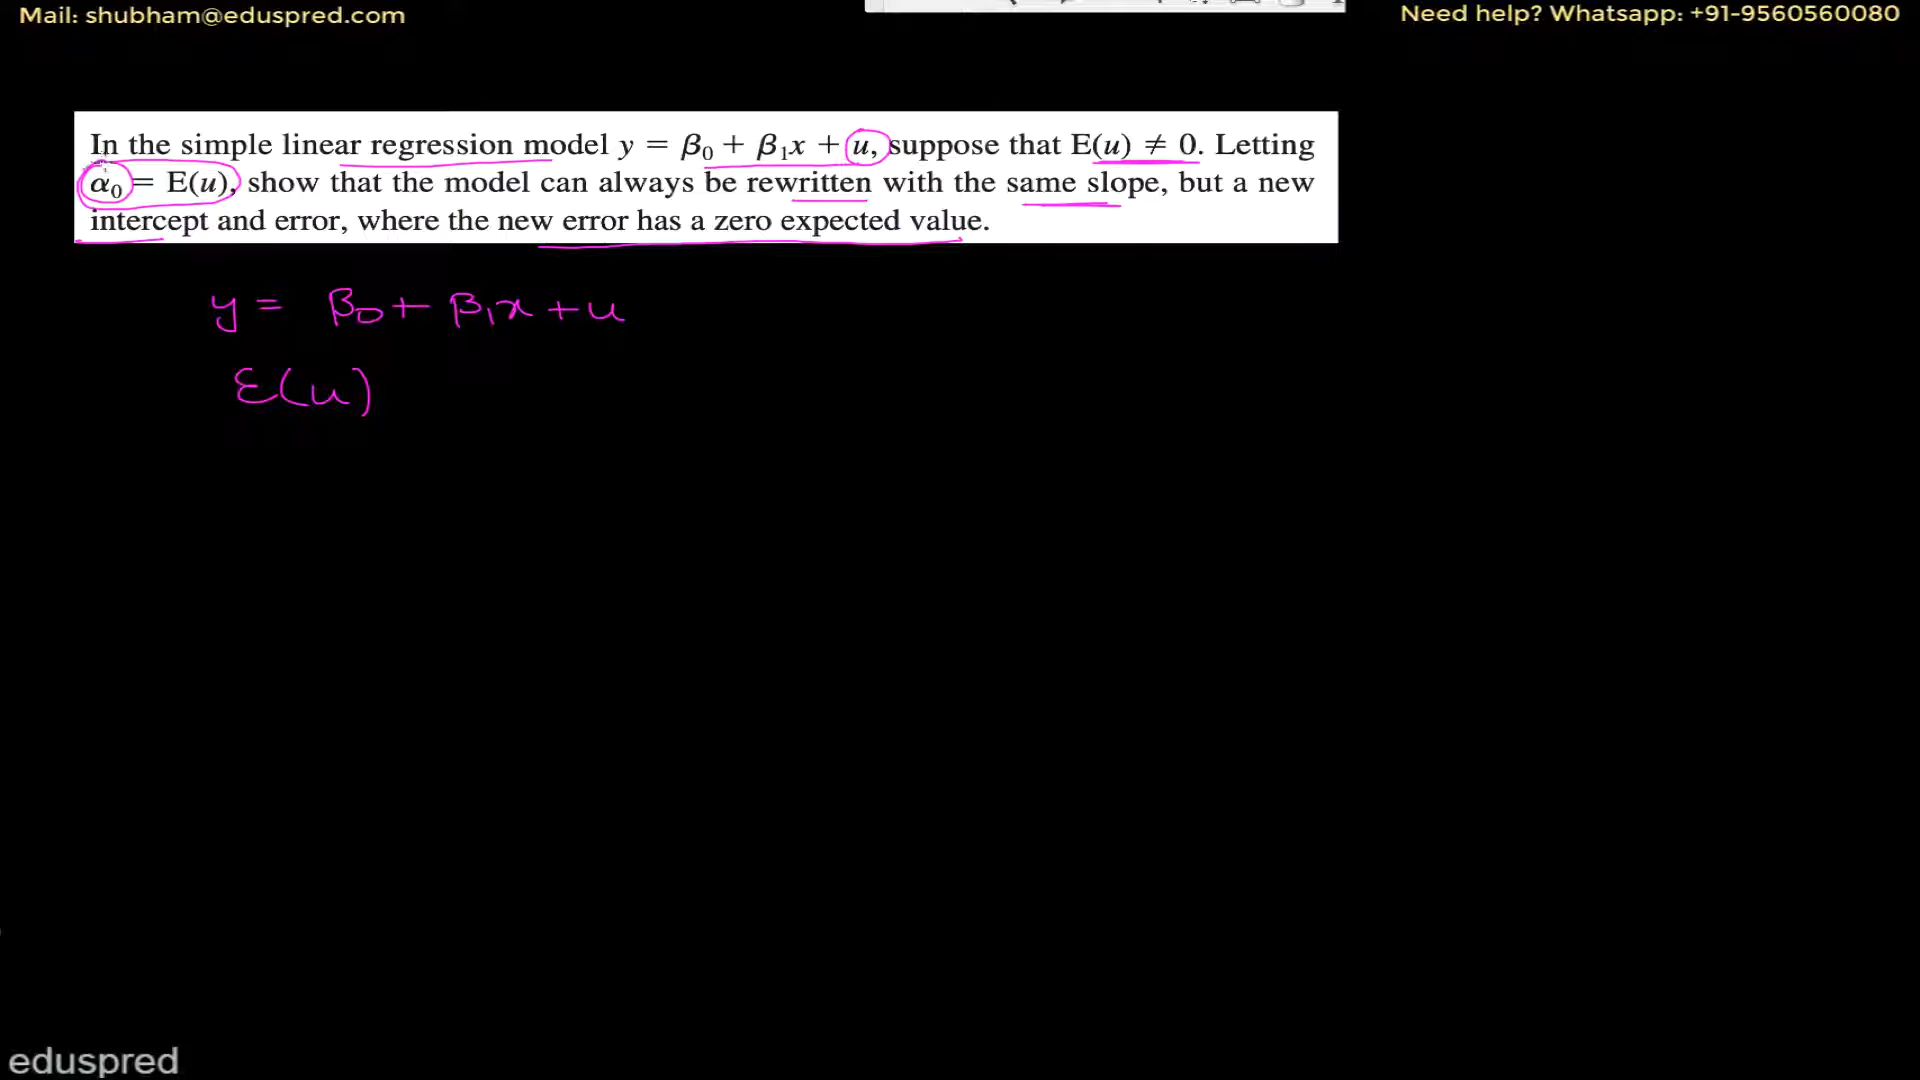 Mail: shubham@eduspred.com
Need help? Whatsapp: +91-9560560080
In the simple linear regression model y = β₀ + β₁x + u, suppose that E(u) ≠ 0. Letting
α₀ = E(u), show that the model can always be rewritten with the same slope, but a new
intercept and error, where the new error has a zero expected value.
y = β₀ + β₁x + u
E(u)
eduspred